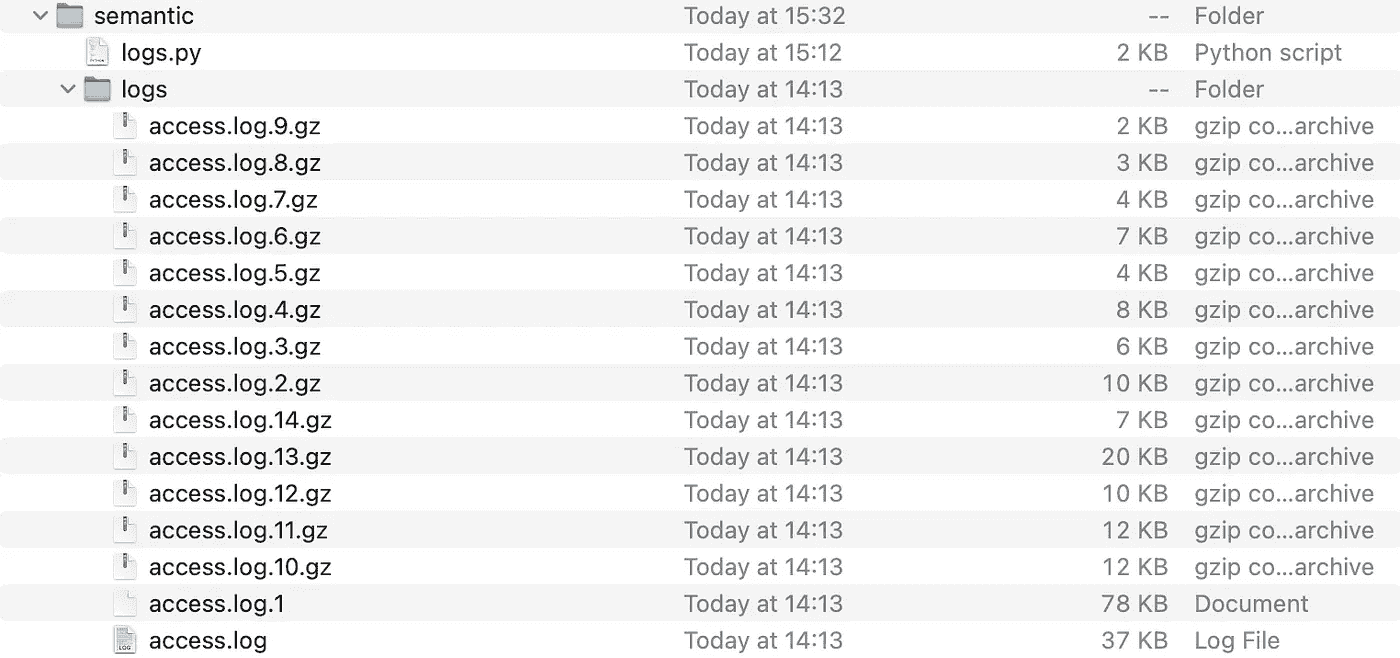 semantic Today at 15:32 -- Folder
logs.py Today at 15:12 2 KB Python script
logs Today at 14:13 -- Folder
access.log.9.gz Today at 14:13 2 KB gzip co...archive
access.log.8.gz Today at 14:13 3 KB gzip co...archive
access.log.7.gz Today at 14:13 4 KB gzip co...archive
access.log.6.gz Today at 14:13 7 KB gzip co...archive
access.log.5.gz Today at 14:13 4 KB gzip co...archive
access.log.4.gz Today at 14:13 8 KB gzip co...archive
access.log.3.gz Today at 14:13 6 KB gzip co...archive
access.log.2.gz Today at 14:13 10 KB gzip co...archive
access.log.14.gz Today at 14:13 7 KB gzip co...archive
access.log.13.gz Today at 14:13 20 KB gzip co...archive
access.log.12.gz Today at 14:13 10 KB gzip co...archive
access.log.11.gz Today at 14:13 12 KB gzip co...archive
access.log.10.gz Today at 14:13 12 KB gzip co...archive
access.log.1 Today at 14:13 78 KB Document
access.log Today at 14:13 37 KB Log File